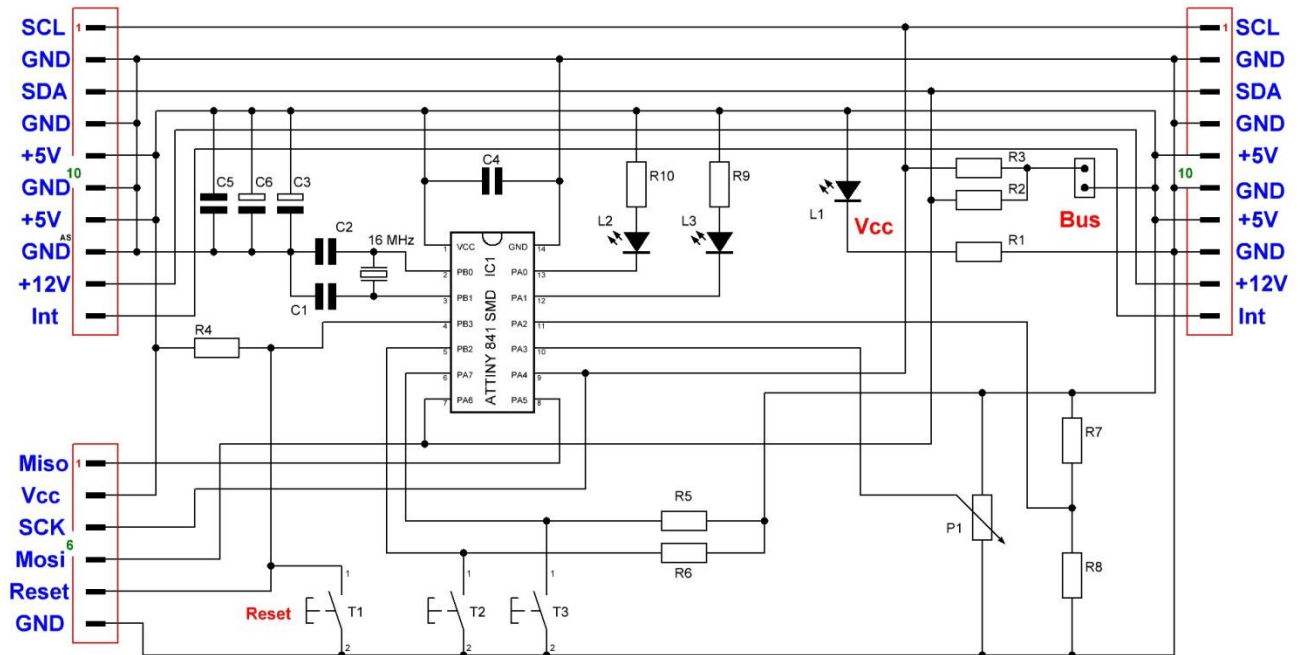 SCL
1
GND
SDA
GND
+5V
10
GND
+5V
AS
GND
+12V
Int
1
SCL
GND
SDA
GND
+5V
10
GND
+5V
GND
+12V
Int
C5
C6
C3
C4
C2
16 MHz
C1
R10
R9
L2
L3
L1
Vcc
R3
R2
Bus
R1
R4
ATTINY 841 SMD IC1
1 VCC GND 14
2 PB0 PA0 13
3 PB1 PA1 12
4 PB3 PA2 11
5 PB2 PA3 10
6 PA7 PA4 9
7 PA6 PA5 8
Miso
1
Vcc
SCK
6
Mosi
Reset
GND
R5
R6
R7
R8
P1
Reset
1
T1
2
1
T2
2
1
T3
2